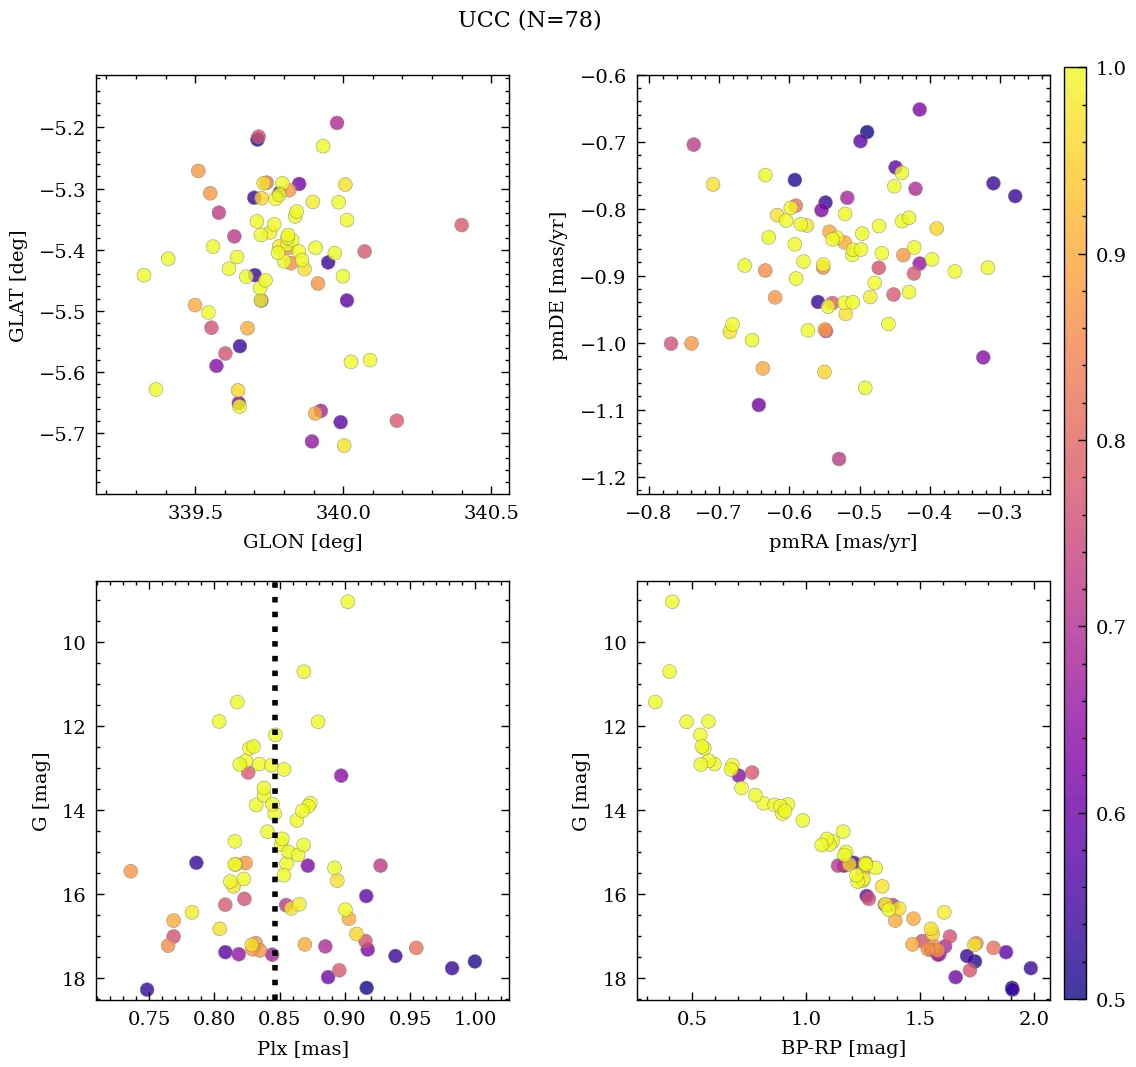 UCC (N=78)
−5.2
−5.3
−5.4
−5.5
−5.6
−5.7
GLAT [deg]
339.5 340.0 340.5
GLON [deg]
−0.6
−0.7
−0.8
−0.9
−1.0
−1.1
−1.2
pmDE [mas/yr]
−0.8 −0.7 −0.6 −0.5 −0.4 −0.3
pmRA [mas/yr]
10
12
14
16
18
G [mag]
0.75 0.80 0.85 0.90 0.95 1.00
Plx [mas]
10
12
14
16
18
G [mag]
0.5 1.0 1.5 2.0
BP-RP [mag]
1.0
0.9
0.8
0.7
0.6
0.5